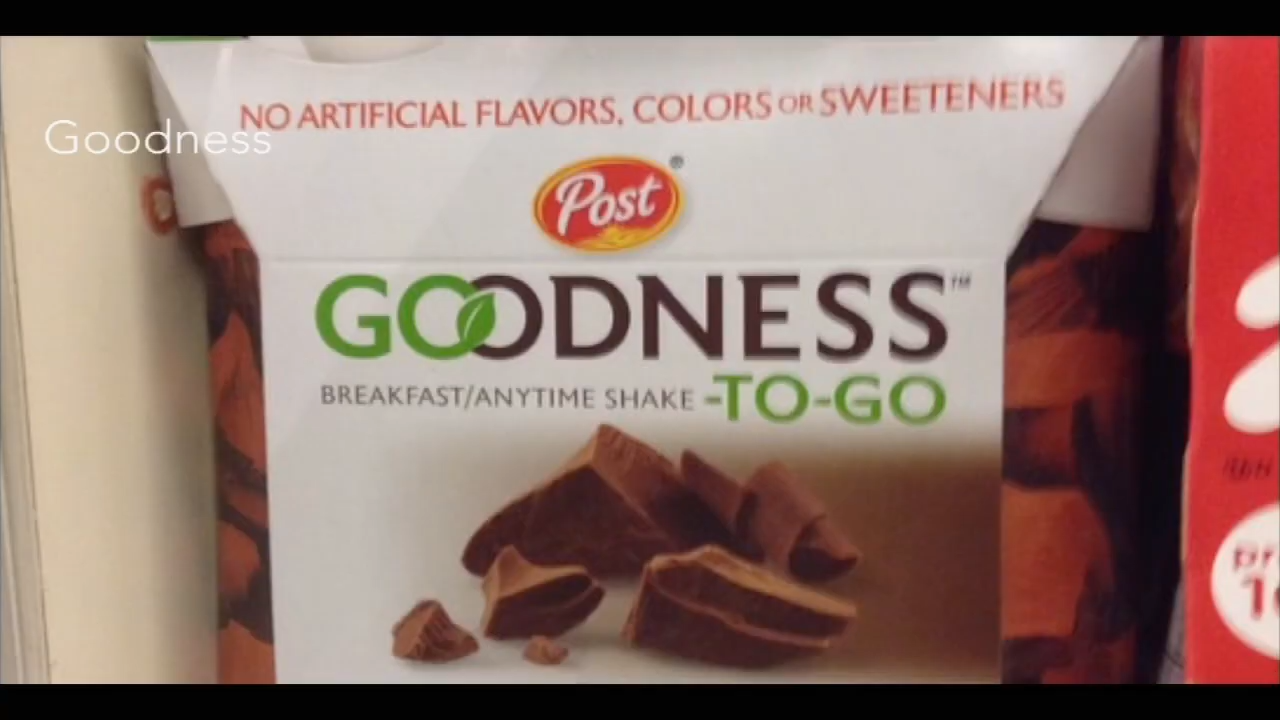 NO ARTIFICIAL FLAVORS, COLORS OR SWEETENERS
Goodness
Post®
GOODNESS™
BREAKFAST/ANYTIME SHAKE -TO-GO